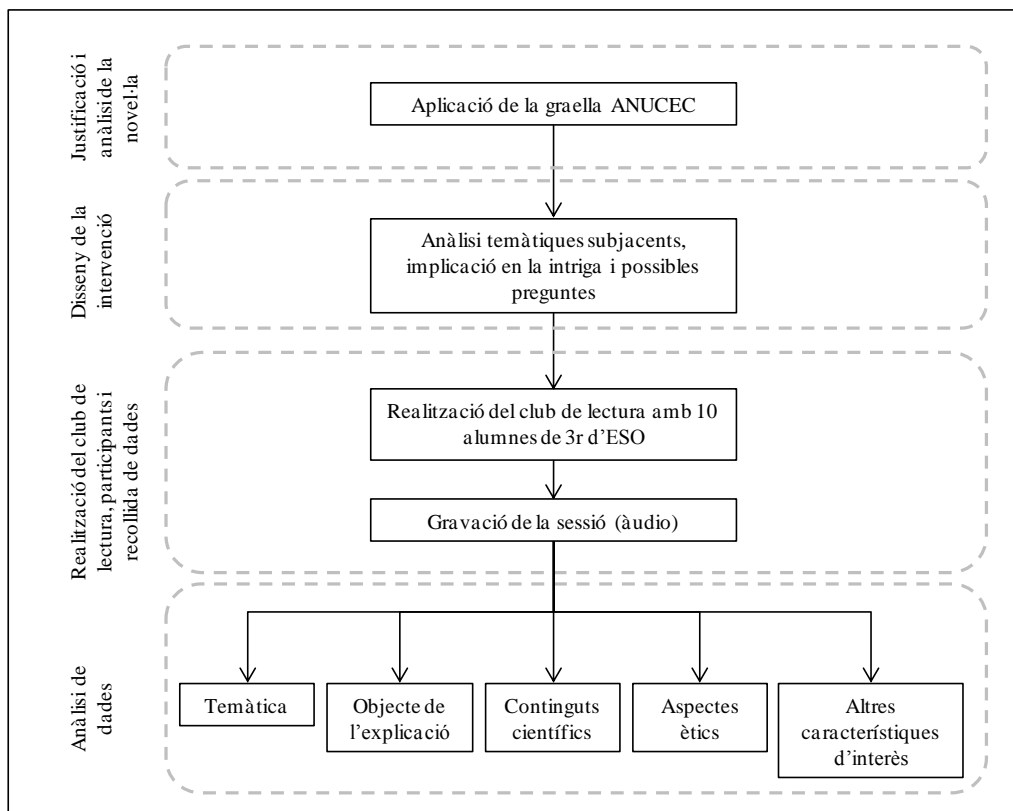 Justificació i
anàlisi de la
novel·la
Aplicació de la graella ANUCEC
Disseny de la
intervenció
Anàlisi temàtiques subjacents,
implicació en la intriga i possibles
preguntes
Realització del club de
lectura, participants i
recollida de dades
Realització del club de lectura amb 10
alumnes de 3r d’ESO
Gravació de la sessió (àudio)
Anàlisi de
dades
Temàtica
Objecte de
l’explicació
Continguts
científics
Aspectes
ètics
Altres
característiques
d’interès